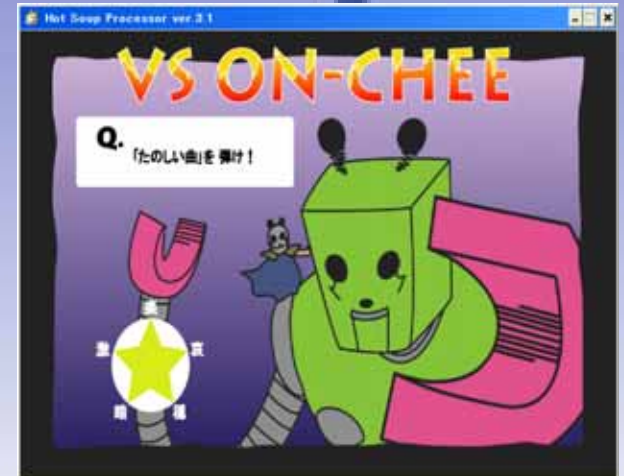 Hot Soup Processor ver.3.1
VS ON-CHEE
Q.
「たのしい曲」を 弾け！
激
哀
暗
穏